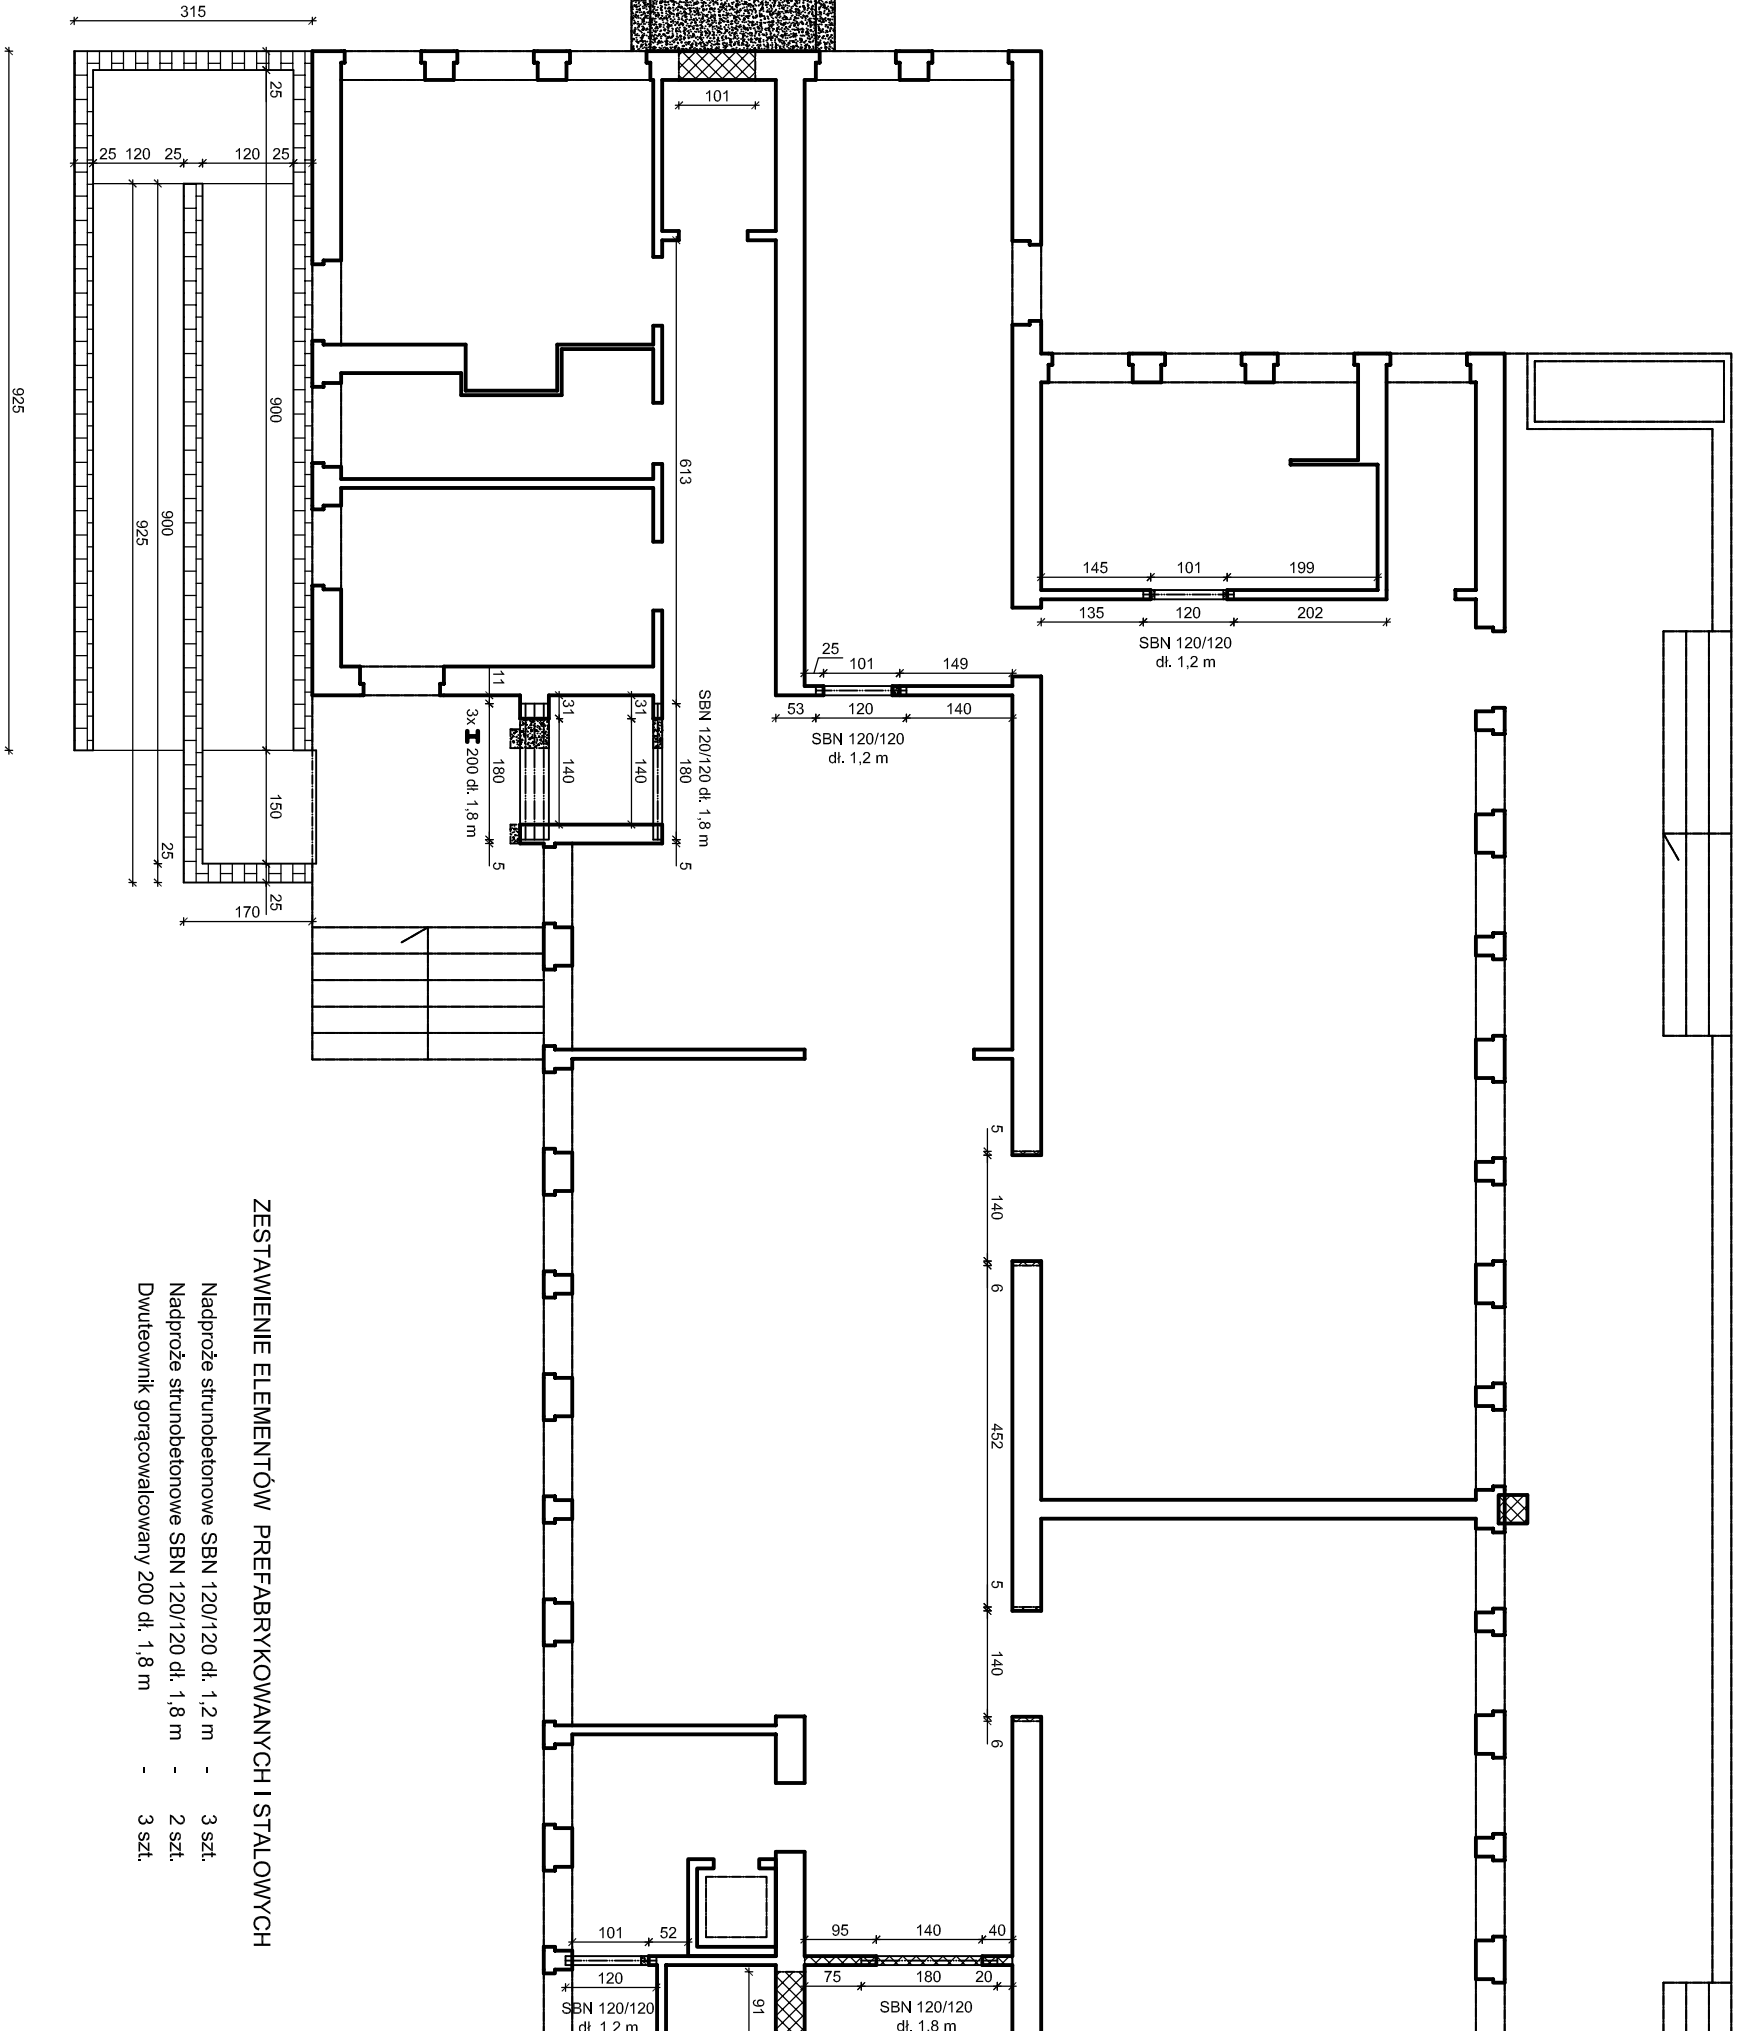 315
101
25
25 120 25 120 25
925
900
900
925
613
145 101 199
135 120 202
SBN 120/120
dł. 1,2 m
25
101 149
53 120 140
SBN 120/120
dł. 1,2 m
11
31
31
3x 200 dł. 1,8 m
180
140
140
180
SBN 120/120 dł. 1,8 m
5
5
150
25
25
170
5
140
6
452
5
140
6
ZESTAWIENIE ELEMENTÓW PREFABRYKOWANYCH I STALOWYCH
Nadproże strunobetonowe SBN 120/120 dł. 1,2 m - 3 szt.
Nadproże strunobetonowe SBN 120/120 dł. 1,8 m - 2 szt.
Dwuteownik gorącowalcowany 200 dł. 1,8 m - 3 szt.
101 52
95 140 40
120
75 180 20
91
SBN 120/120
dł. 1,2 m
SBN 120/120
dł. 1,8 m